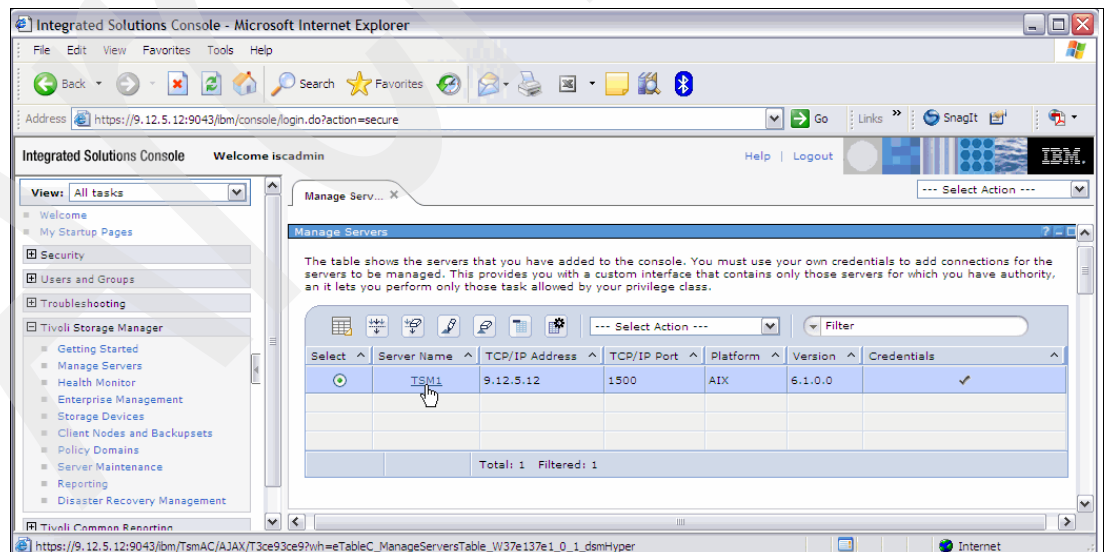 Integrated Solutions Console - Microsoft Internet Explorer
File Edit View Favorites Tools Help
Back Search Favorites
Address https://9.12.5.12:9043/ibm/console/login.do?action=secure Go Links » SnagIt
Integrated Solutions Console Welcome iscadmin Help | Logout IBM.
View: All tasks
Manage Serv... X
--- Select Action ---
Welcome
My Startup Pages
Security
Users and Groups
Troubleshooting
Tivoli Storage Manager
Getting Started
Manage Servers
Health Monitor
Enterprise Management
Storage Devices
Client Nodes and Backupsets
Policy Domains
Server Maintenance
Reporting
Disaster Recovery Management
Tivoli Common Reporting
Manage Servers
The table shows the servers that you have added to the console. You must use your own credentials to add connections for the
servers to be managed. This provides you with a custom interface that contains only those servers for which you have authority,
an it lets you perform only those task allowed by your privilege class.
--- Select Action --- Filter
Select Server Name TCP/IP Address TCP/IP Port Platform Version Credentials
TSM1 9.12.5.12 1500 AIX 6.1.0.0
Total: 1 Filtered: 1
https://9.12.5.12:9043/ibm/TsmAC/AJAX/T3ce93ce9?wh=eTableC_ManageServersTable_W37e137e1_0_1_dsmHyper Internet